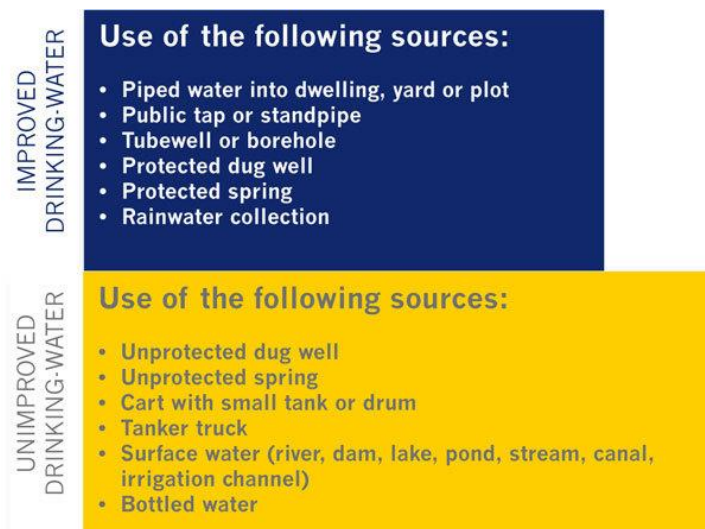 IMPROVED
DRINKING-WATER
Use of the following sources:
• Piped water into dwelling, yard or plot
• Public tap or standpipe
• Tubewell or borehole
• Protected dug well
• Protected spring
• Rainwater collection
UNIMPROVED
DRINKING-WATER
Use of the following sources:
• Unprotected dug well
• Unprotected spring
• Cart with small tank or drum
• Tanker truck
• Surface water (river, dam, lake, pond, stream, canal,
irrigation channel)
• Bottled water